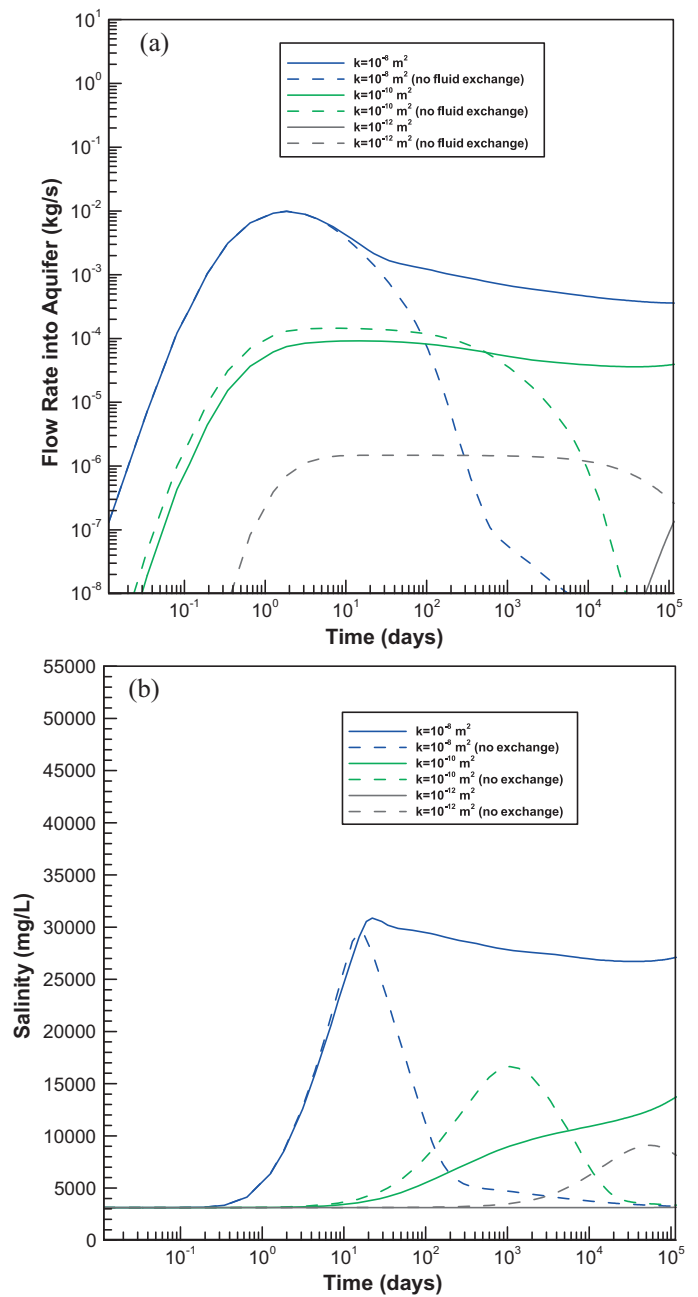 (a)
k=10⁻⁸ m²
k=10⁻⁸ m² (no fluid exchange)
k=10⁻¹⁰ m²
k=10⁻¹⁰ m² (no fluid exchange)
k=10⁻¹² m²
k=10⁻¹² m² (no fluid exchange)
10¹
10⁰
10⁻¹
10⁻²
10⁻³
10⁻⁴
10⁻⁵
10⁻⁶
10⁻⁷
10⁻⁸
Flow Rate into Aquifer (kg/s)
10⁻¹ 10⁰ 10¹ 10² 10³ 10⁴ 10⁵
Time (days)
(b)
k=10⁻⁸ m²
k=10⁻⁸ m² (no exchange)
k=10⁻¹⁰ m²
k=10⁻¹⁰ m² (no exchange)
k=10⁻¹² m²
k=10⁻¹² m² (no exchange)
55000
50000
45000
40000
35000
30000
25000
20000
15000
10000
5000
0
Salinity (mg/L)
10⁻¹ 10⁰ 10¹ 10² 10³ 10⁴ 10⁵
Time (days)